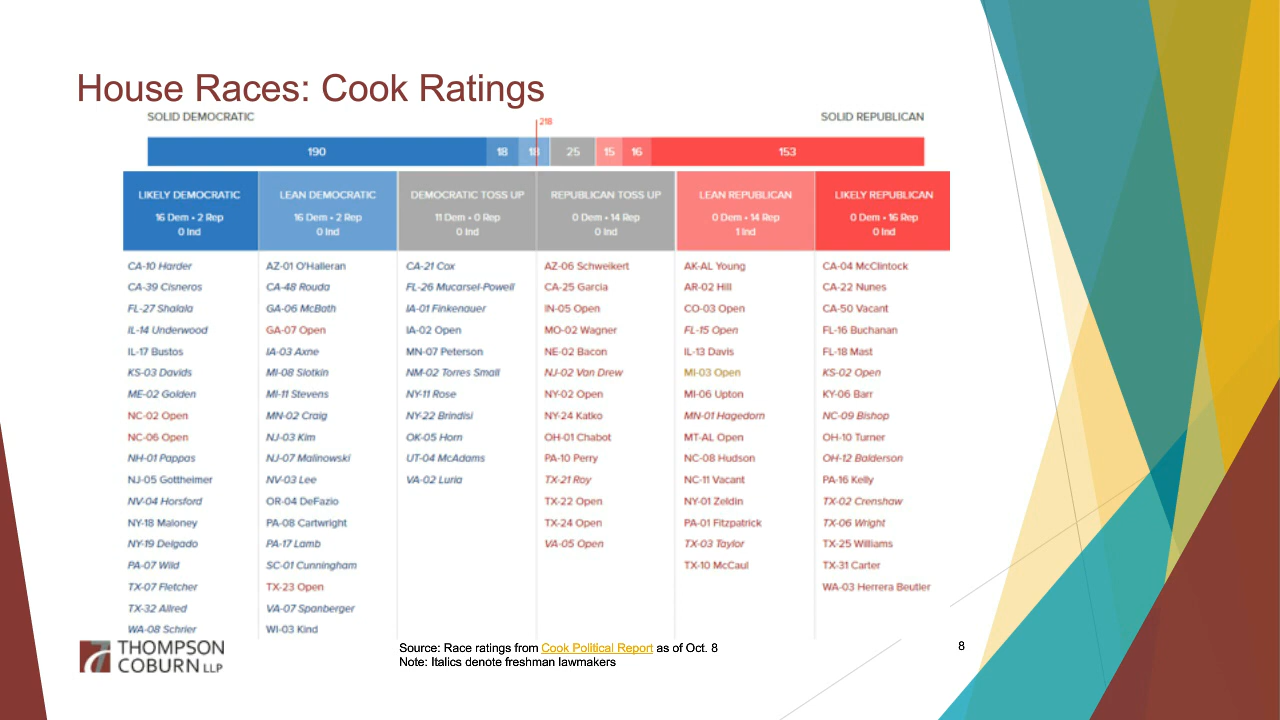 House Races: Cook Ratings
SOLID DEMOCRATIC
SOLID REPUBLICAN
218
190 18 18 25 15 16 153
LIKELY DEMOCRATIC
16 Dem • 2 Rep
0 Ind
CA-10 Harder
CA-39 Cisneros
FL-27 Shalala
IL-14 Underwood
IL-17 Bustos
KS-03 Davids
ME-02 Golden
NC-02 Open
NC-06 Open
NH-01 Pappas
NJ-05 Gottheimer
NV-04 Horsford
NY-18 Maloney
NY-19 Delgado
PA-07 Wild
TX-07 Fletcher
TX-32 Allred
WA-08 Schrier
LEAN DEMOCRATIC
16 Dem • 2 Rep
0 Ind
AZ-01 O'Halleran
CA-48 Rouda
GA-06 McBath
GA-07 Open
IA-03 Axne
MI-08 Slotkin
MI-11 Stevens
MN-02 Craig
NJ-03 Kim
NJ-07 Malinowski
NV-03 Lee
OR-04 DeFazio
PA-08 Cartwright
PA-17 Lamb
SC-01 Cunningham
TX-23 Open
VA-07 Spanberger
WI-03 Kind
DEMOCRATIC TOSS UP
11 Dem • 0 Rep
0 Ind
CA-21 Cox
FL-26 Mucarsel-Powell
IA-01 Finkenauer
IA-02 Open
MN-07 Peterson
NM-02 Torres Small
NY-11 Rose
NY-22 Brindisi
OK-05 Horn
UT-04 McAdams
VA-02 Luria
REPUBLICAN TOSS UP
0 Dem • 14 Rep
0 Ind
AZ-06 Schweikert
CA-25 Garcia
IN-05 Open
MO-02 Wagner
NE-02 Bacon
NJ-02 Van Drew
NY-02 Open
NY-24 Katko
OH-01 Chabot
PA-10 Perry
TX-21 Roy
TX-22 Open
TX-24 Open
VA-05 Open
LEAN REPUBLICAN
0 Dem • 14 Rep
1 Ind
AK-AL Young
AR-02 Hill
CO-03 Open
FL-15 Open
IL-13 Davis
MI-03 Open
MI-06 Upton
MN-01 Hagedorn
MT-AL Open
NC-08 Hudson
NC-11 Vacant
NY-01 Zeldin
PA-01 Fitzpatrick
TX-03 Taylor
TX-10 McCaul
LIKELY REPUBLICAN
0 Dem • 16 Rep
0 Ind
CA-04 McClintock
CA-22 Nunes
CA-50 Vacant
FL-16 Buchanan
FL-18 Mast
KS-02 Open
KY-06 Barr
NC-09 Bishop
OH-10 Turner
OH-12 Balderson
PA-16 Kelly
TX-02 Crenshaw
TX-06 Wright
TX-25 Williams
TX-31 Carter
WA-03 Herrera Beutler
THOMPSON
COBURN LLP
Source: Race ratings from Cook Political Report as of Oct. 8
Note: Italics denote freshman lawmakers
8